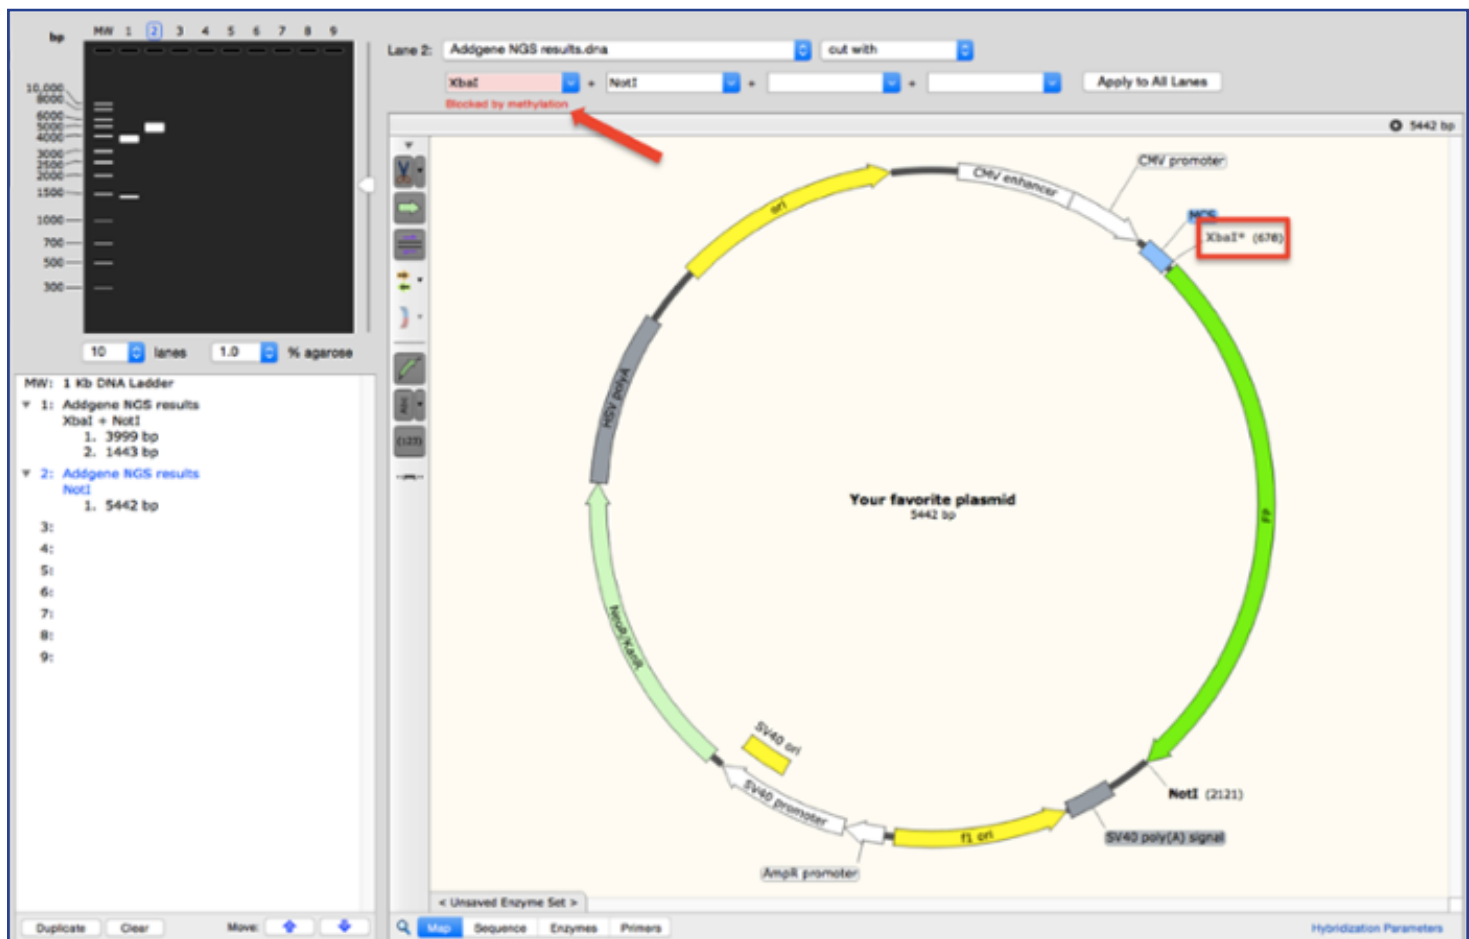 bp MW 1 2 3 4 5 6 7 8 9
10,000
8000
6000
5000
4000
3000
2500
2000
1500
1000
700
500
300
10 lanes 1.0 % agarose
MW: 1 Kb DNA Ladder
1: Addgene NGS results
XbaI + NotI
1. 3999 bp
2. 1443 bp
2: Addgene NGS results
NotI
1. 5442 bp
3:
4:
5:
6:
7:
8:
9:
Duplicate Clear Move:
Lane 2: Addgene NGS results.dna cut with
XbaI + NotI + + Apply to All Lanes
Blocked by methylation
5442 bp
Abc
(123)
CMV enhancer
CMV promoter
MCS
XbaI* (678)
FP
NotI (2121)
SV40 poly(A) signal
f1 ori
AmpR promoter
SV40 promoter
SV40 ori
NeoR/KanR
HSV polyA
ori
Your favorite plasmid
5442 bp
< Unsaved Enzyme Set >
Map Sequence Enzymes Primers Hybridization Parameters